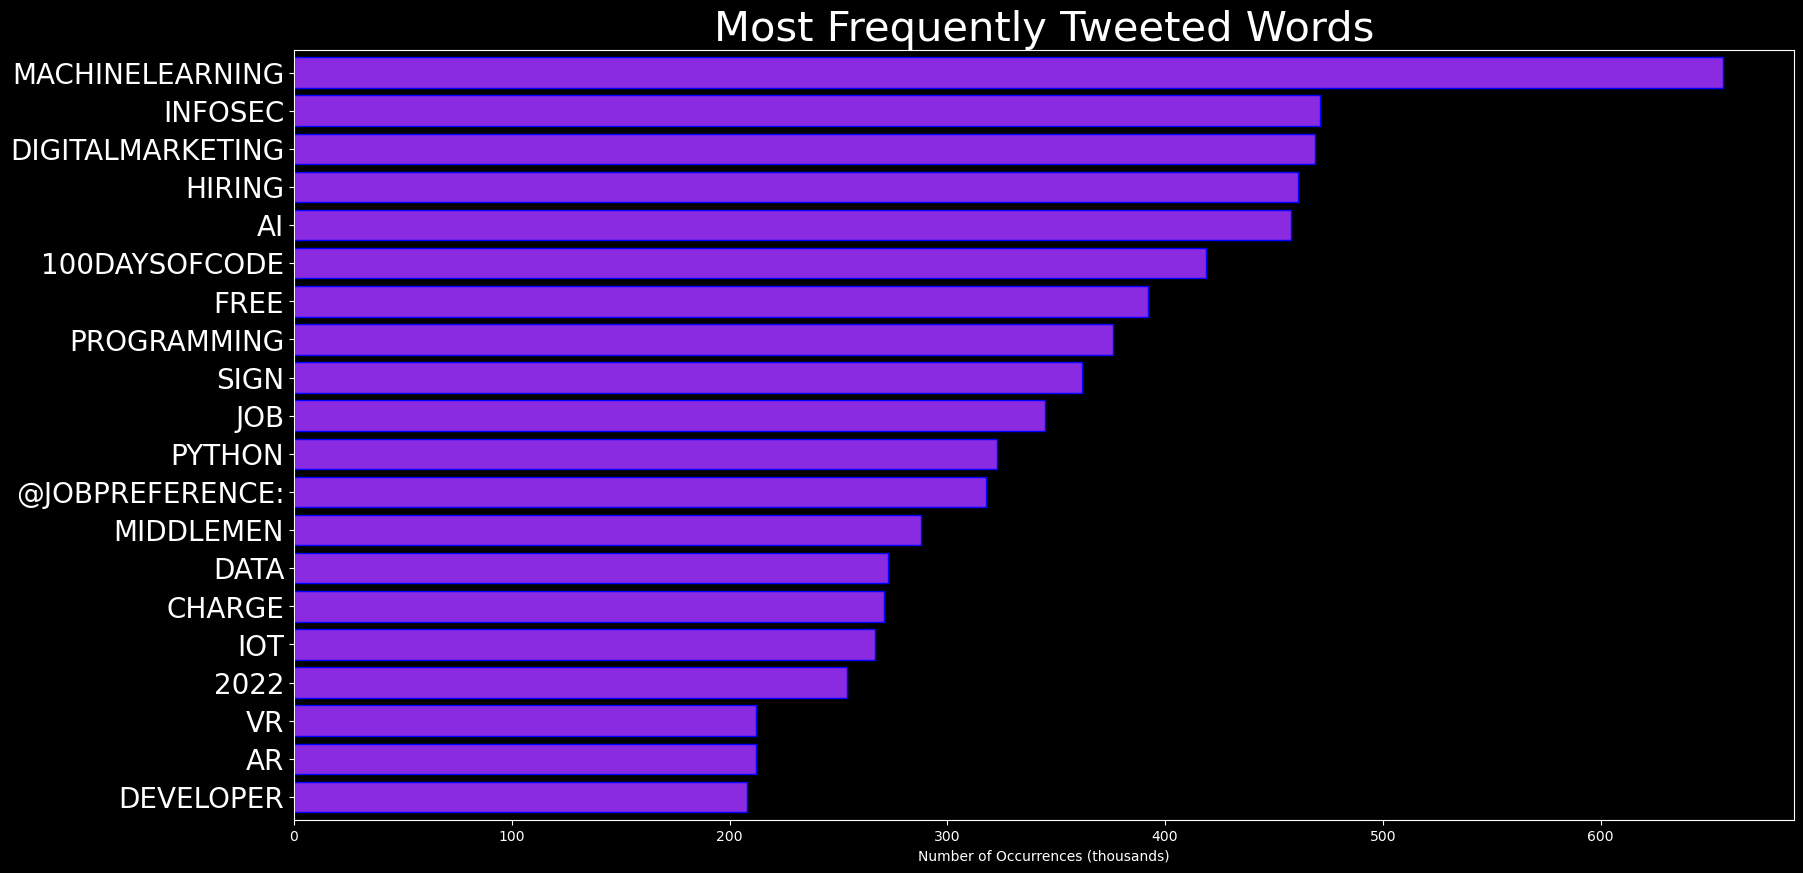 Most Frequently Tweeted Words
MACHINELEARNING
INFOSEC
DIGITALMARKETING
HIRING
AI
100DAYSOFCODE
FREE
PROGRAMMING
SIGN
JOB
PYTHON
@JOBPREFERENCE:
MIDDLEMEN
DATA
CHARGE
IOT
2022
VR
AR
DEVELOPER
0 100 200 300 400 500 600
Number of Occurrences (thousands)